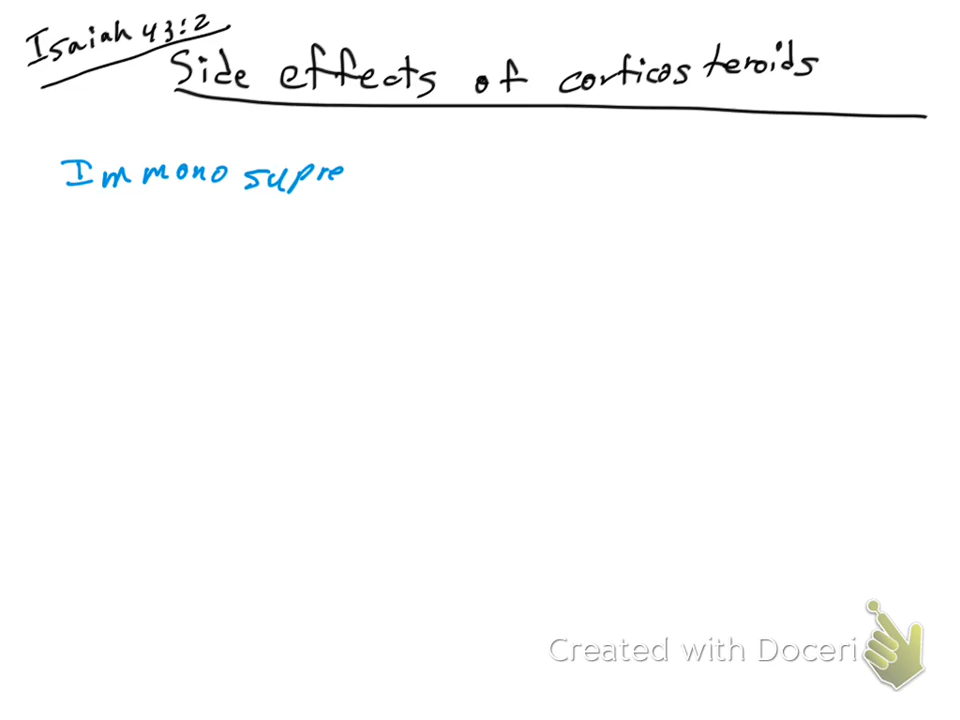 Isaiah 43:2
Side effects of corticosteroids
Immono supre
Created with Doceri